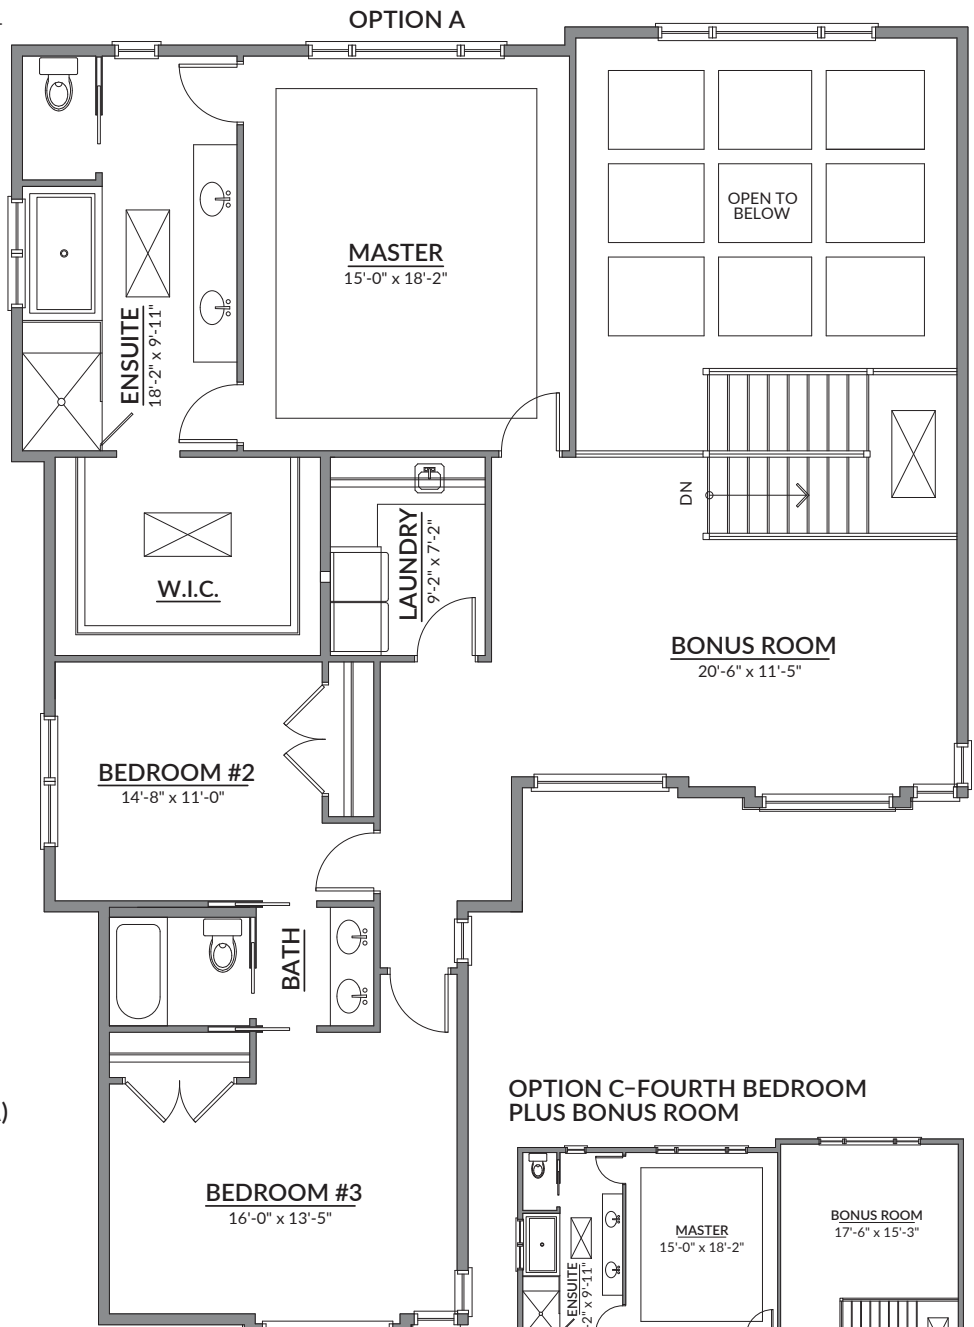 OPTION A
OPEN TO
BELOW
MASTER
15'-0" x 18'-2"
ENSUITE
18'-2" x 9'-11"
DN
LAUNDRY
9'-2" x 7'-2"
W.I.C.
BONUS ROOM
20'-6" x 11'-5"
BEDROOM #2
14'-8" x 11'-0"
BATH
BEDROOM #3
16'-0" x 13'-5"
)
OPTION C–FOURTH BEDROOM
PLUS BONUS ROOM
MASTER
15'-0" x 18'-2"
BONUS ROOM
17'-6" x 15'-3"
ENSUITE
-2" x 9'-11"